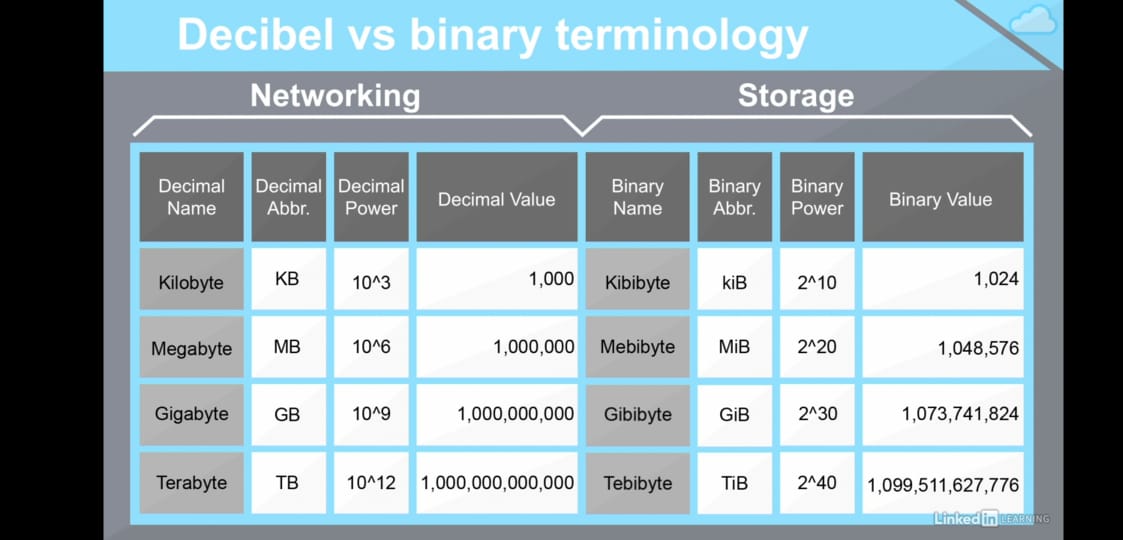 Decibel vs binary terminology
Networking Storage
Decimal Name Decimal Abbr. Decimal Power Decimal Value Binary Name Binary Abbr. Binary Power Binary Value
Kilobyte KB 10^3 1,000 Kibibyte kiB 2^10 1,024
Megabyte MB 10^6 1,000,000 Mebibyte MiB 2^20 1,048,576
Gigabyte GB 10^9 1,000,000,000 Gibibyte GiB 2^30 1,073,741,824
Terabyte TB 10^12 1,000,000,000,000 Tebibyte TiB 2^40 1,099,511,627,776
Linked in LEARNING